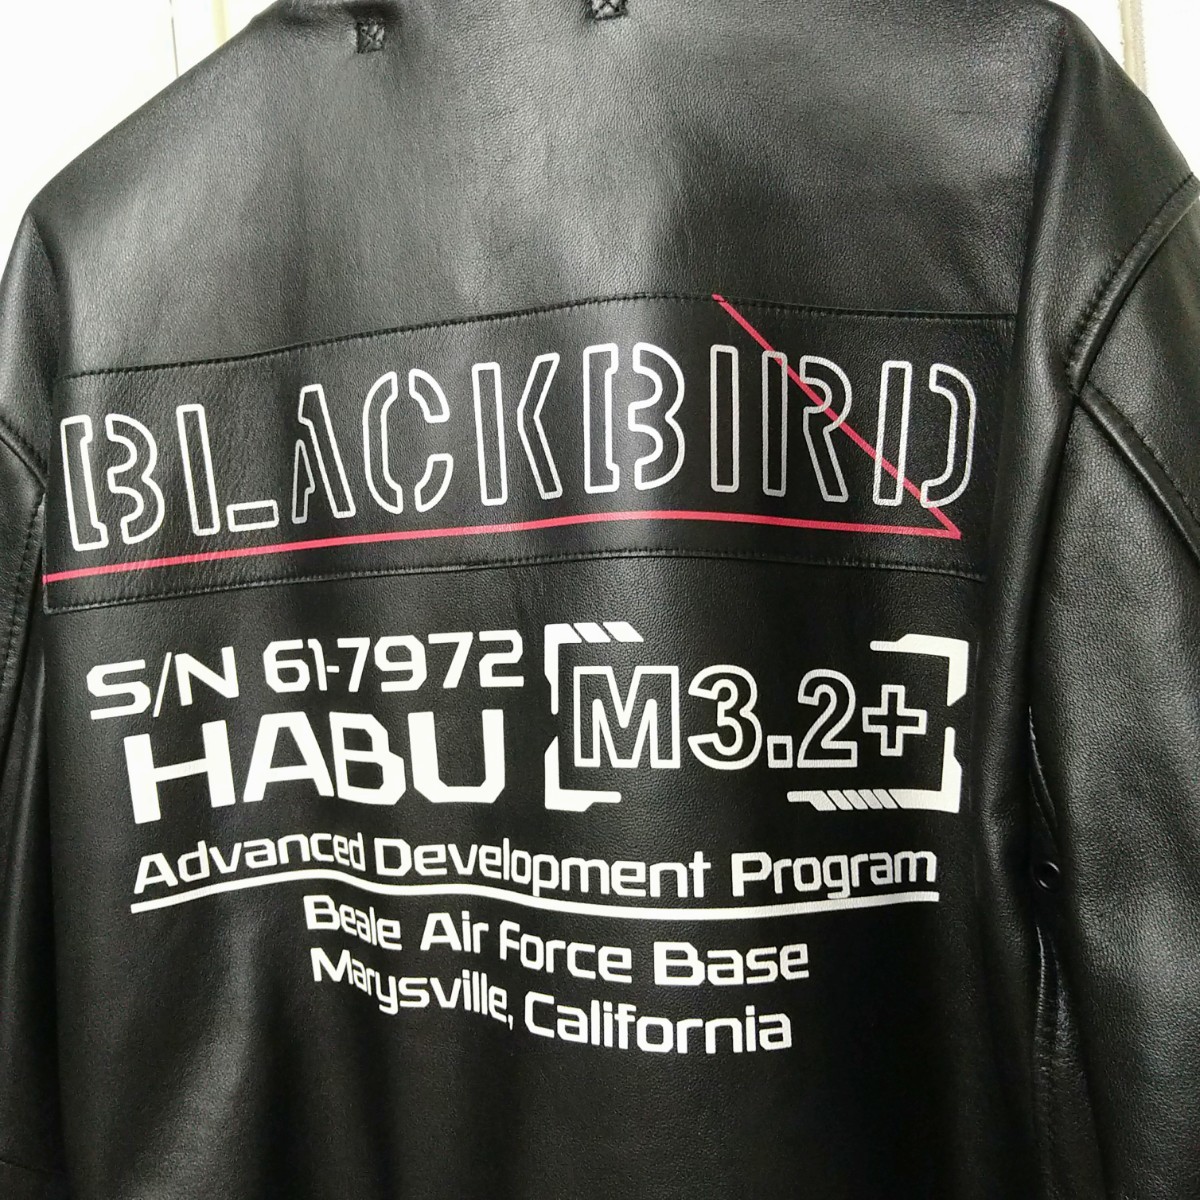 BLACKBIRD
S/N 61-7972
HABU
M3.2+
Advanced Development Program
Beale Air Force Base
Marysville, California